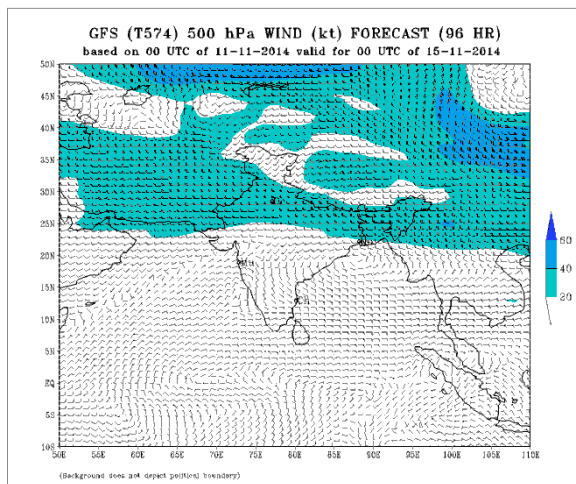 GFS (T574) 500 hPa WIND (kt) FORECAST (96 HR)
based on 00 UTC of 11-11-2014 valid for 00 UTC of 15-11-2014
50N
45N
40N
35N
30N
25N
20N
15N
10N
5N
5S
10S
50E
55E
60E
65E
70E
75E
80E
85E
90E
95E
100E
105E
110E
60
40
20
(Background does not depict political boundary)